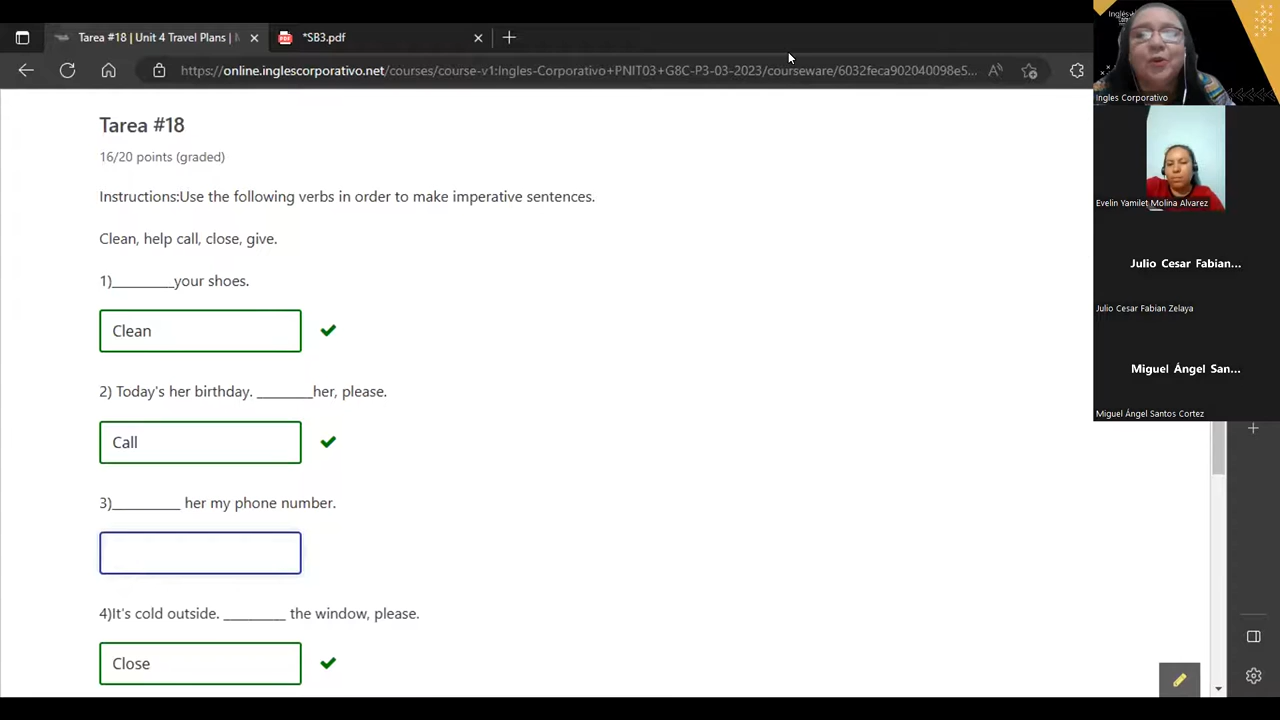 Tarea #18 | Unit 4 Travel Plans |
*SB3.pdf
https://online.inglescorporativo.net/courses/course-v1:Ingles-Corporativo+PNIT03+G8C-P3-03-2023/courseware/6032feca902040098e5...
Tarea #18
16/20 points (graded)
Instructions:Use the following verbs in order to make imperative sentences.
Clean, help call, close, give.
1)_________your shoes.
Clean
2) Today's her birthday. ________her, please.
Call
3)__________ her my phone number.
4)It's cold outside. _________ the window, please.
Close
Ingles Corporativo
Evelin Yamilet Molina Alvarez
Julio Cesar Fabian...
Julio Cesar Fabian Zelaya
Miguel Ángel San...
Miguel Ángel Santos Cortez